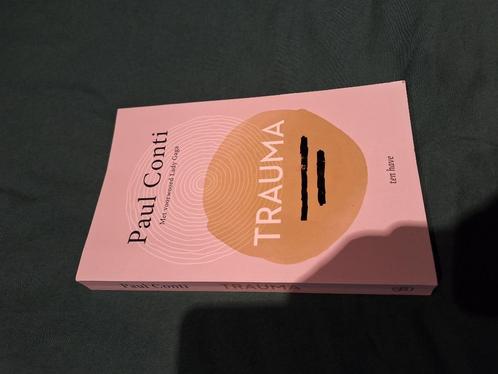 Paul Conti
Met voorwoord Lady Gaga
TRAUMA
ten have
Paul Conti
TRAUMA